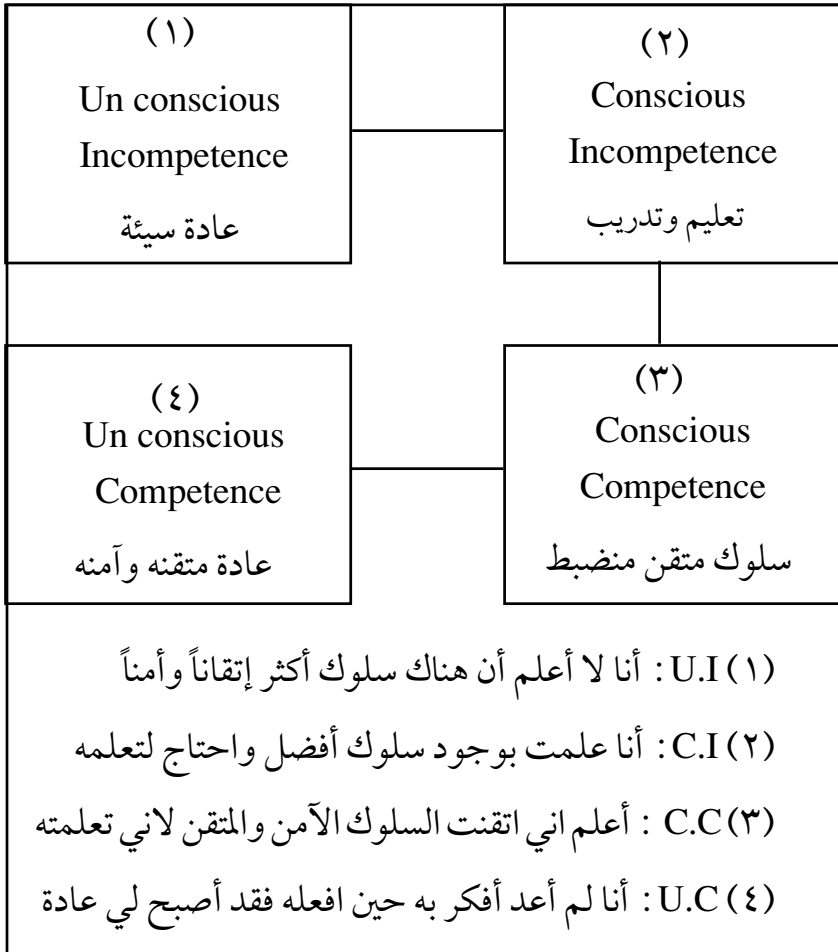 (١)
Un conscious
Incompetence
عادة سيئة
(٢)
Conscious
Incompetence
تعليم وتدريب
(٣)
Conscious
Competence
سلوك متقن منضبط
(٤)
Un conscious
Competence
عادة متقنه وآمنه
(١) U.I : أنا لا أعلم أن هناك سلوك أكثر إتقاناً وأمناً
(٢) C.I : أنا علمت بوجود سلوك أفضل واحتاج لتعلمه
(٣) C.C : أعلم اني اتقنت السلوك الآمن والمتقن لاني تعلمته
(٤) U.C : أنا لم أعد أفكر به حين افعله فقد أصبح لي عادة